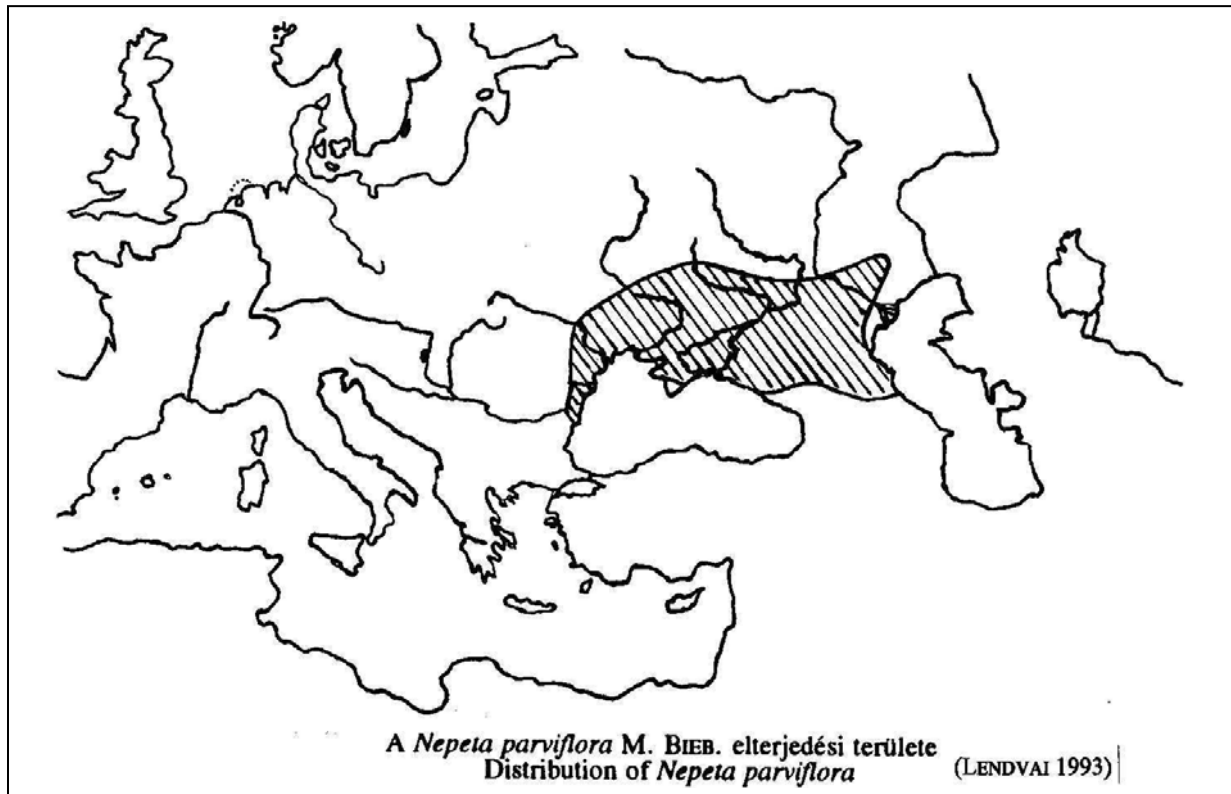 A Nepeta parviflora M. BIEB. elterjedési területe
Distribution of Nepeta parviflora (LENDVAI 1993)